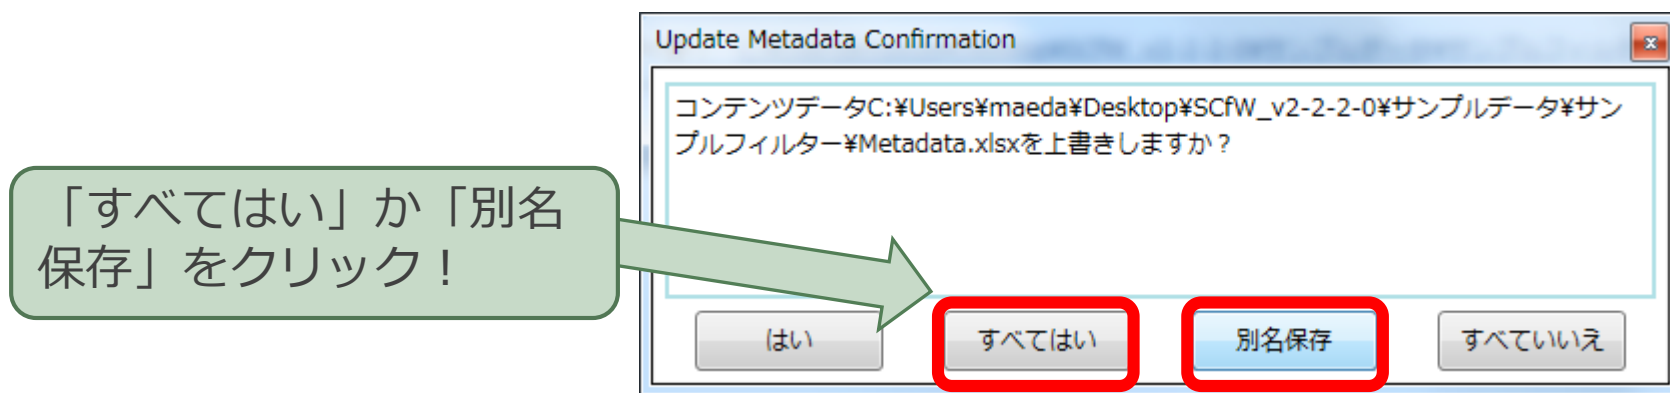 Update Metadata Confirmation
コンテンツデータC:¥Users¥maeda¥Desktop¥SCfW_v2-2-2-0¥サンプルデータ¥サン
プルフィルター¥Metadata.xlsxを上書きしますか？
「すべてはい」か「別名
保存」をクリック！
はい
すべてはい
別名保存
すべていいえ